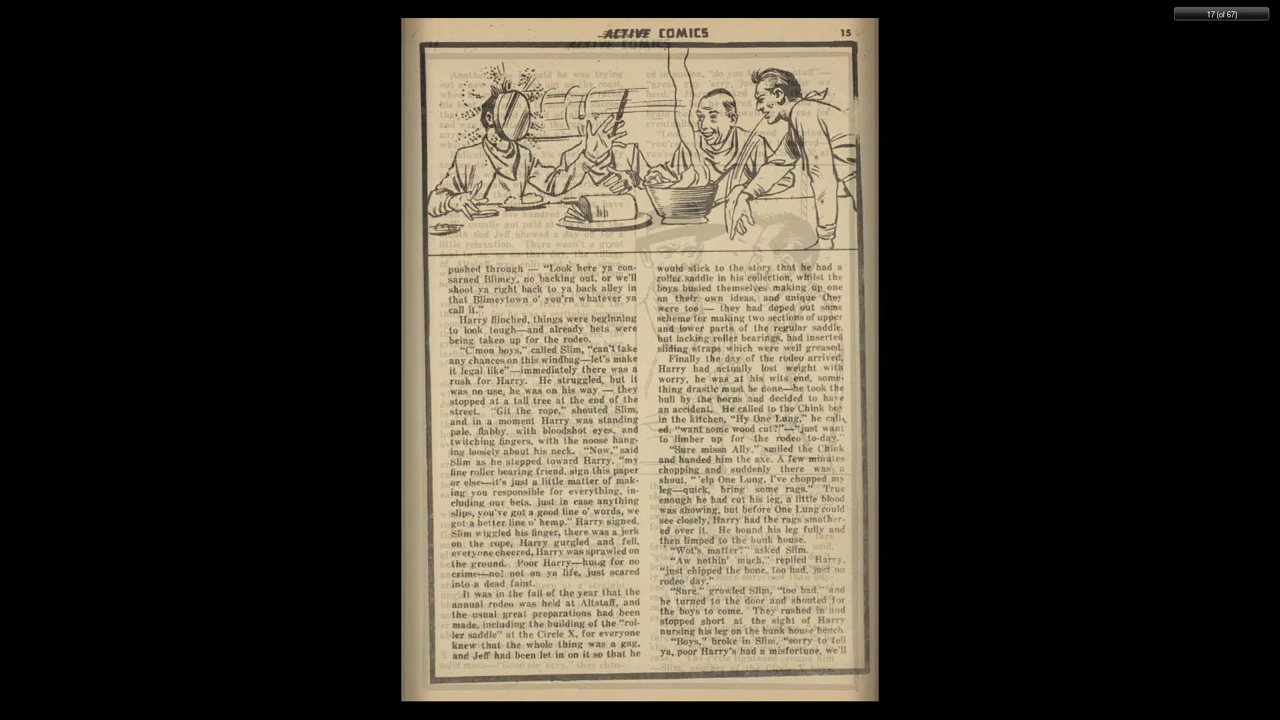 17 (of 67)
ACTIVE COMICS
15
pushed through — "Look here ya con-
sarned Blimey, no backing out, or we'll
shoot ya right back to ya back alley in
that Blimeytown o' you'rn whatever ya
call it."
Harry flinched, things were beginning
to look tough—and already bets were
being taken up for the rodeo.
"C'mon boys," called Slim, "can't take
any chances on this windbag—let's make
it legal like"—immediately there was a
rush for Harry. He struggled, but it
was no use, he was on his way — they
stopped at a tall tree at the end of the
street. "Git the rope," shouted Slim,
and in a moment Harry was standing
pale, flabby, with bloodshot eyes, and
twitching fingers, with the noose hang-
ing loosely about his neck. "Now," said
Slim as he stepped toward Harry, "my
fine roller bearing friend, sign this paper
or else—it's just a little matter of mak-
ing you responsible for everything, in-
cluding our bets, just in case anything
slips, you've got a good line o' words, we
got a better line o' hemp." Harry signed,
Slim wiggled his finger, there was a jerk
on the rope, Harry gurgled and fell,
everyone cheered, Harry was sprawled on
the ground. Poor Harry—hung for no
crime—no! not on ya life, just scared
into a dead faint.
It was in the fall of the year that the
annual rodeo was held at Altstaff, and
the usual great preparations had been
made, including the building of the "rol-
ler saddle" at the Circle X, for everyone
knew that the whole thing was a gag,
and Jeff had been let in on it so that he
would stick to the story that he had a
roller saddle in his collection, whilst the
boys busied themselves making up one
on their own ideas, and unique they
were too — they had doped out some
scheme for making two sections of upper
and lower parts of the regular saddle,
but lacking roller bearings, had inserted
sliding straps which were well greased.
Finally the day of the rodeo arrived,
Harry had actually lost weight with
worry, he was at his wits end, some-
thing drastic must be done—he took the
bull by the horns and decided to have
an accident. He called to the Chink boy
in the kitchen, "Hy One Lung," he call-
ed, "want some wood cut?"—"just want
to limber up for the rodeo to-day."
"Sure missa Ally," smiled the Chink
and handed him the axe. A few minutes
chopping and suddenly there was a
shout, "'elp One Lung, I've chopped my
leg—quick, bring some rags." True
enough he had cut his leg, a little blood
was showing, but before One Lung could
see closely, Harry had the rags smother-
ed over it. He bound his leg fully and
then limped to the bunk house.
"Wot's matter?" asked Slim.
"Aw nothin' much," replied Harry,
"just chipped the bone, too bad, just on
rodeo day."
"Sure," growled Slim, "too bad," and
he turned to the door and shouted for
the boys to come. They rushed in and
stopped short at the sight of Harry
nursing his leg on the bunk house bench.
"Boys," broke in Slim, "sorry to tell
ya, poor Harry's had a misfortune, we'll